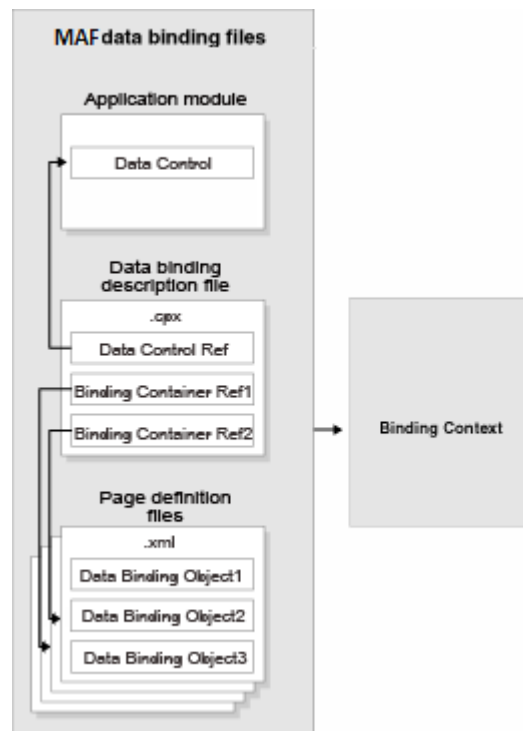 MAF data binding files
Application module
Data Control
Data binding
description file
.cpx
Data Control Ref
Binding Container Ref1
Binding Container Ref2
Binding Context
Page definition
files
.xml
Data Binding Object1
Data Binding Object2
Data Binding Object3